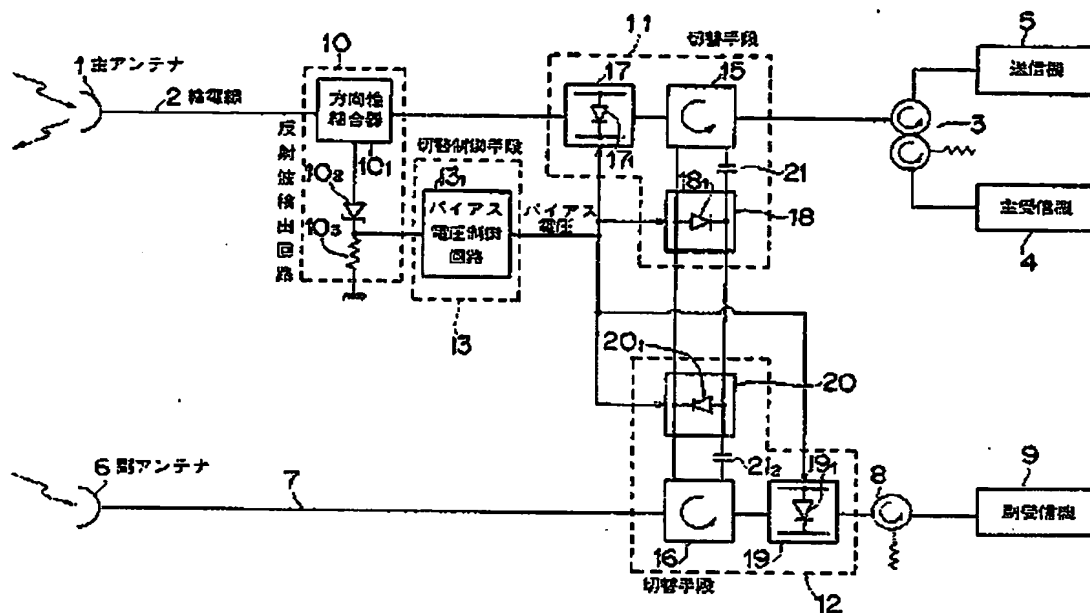 11
切替手段
5
送信機
10
1 主アンテナ
2 給電線
方向性
結合器
10₁
17
17₁
15
3
反射波検出回路
10₂
10₃
切替制御手段
13₁
バイアス
電圧制御
回路
バイアス
電圧
18₁
21₁
18
主受信機
4
13
20₁
20
6 副アンテナ
7
21₂
19₁
8
9
副受信機
16
19
切替手段
12